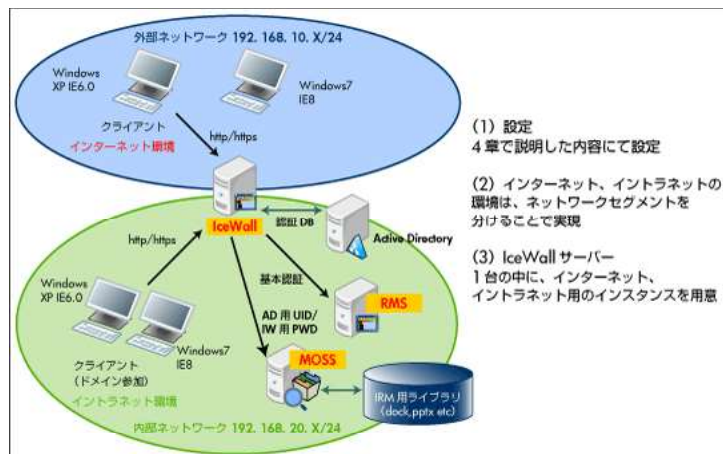 外部ネットワーク 192. 168. 10. X/24
Windows
XP IE6.0
Windows7
IE8
クライアント
インターネット環境
http/https
IceWall
認証 DB
Active Directory
http/https
基本認証
Windows
XP IE6.0
RMS
AD 用 UID/
IW 用 PWD
Windows7
IE8
MOSS
クライアント
(ドメイン参加)
イントラネット環境
IRM 用ライブラリ
(dock,pptx etc)
内部ネットワーク 192. 168. 20. X/24
(1) 設定
4 章で説明した内容にて設定
(2) インターネット、イントラネットの
環境は、ネットワークセグメントを
分けることで実現
(3) IceWall サーバー
1 台の中に、インターネット、
イントラネット用のインスタンスを用意